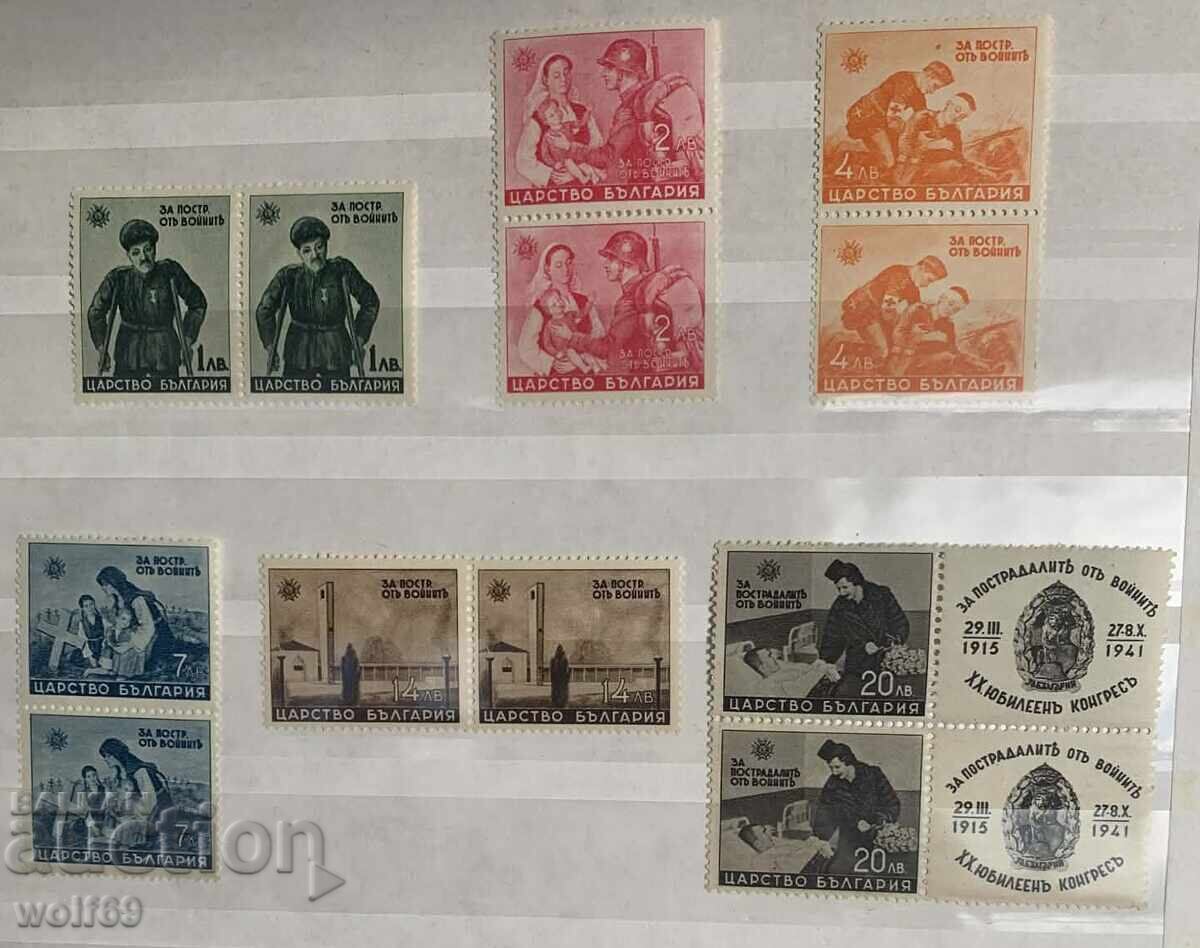 ЗА ПОСТР.
ОТЪ ВОЙНИТѢ
1 ЛВ.
ЦАРСТВО БЪЛГАРИЯ
ЗА ПОСТР.
ОТЪ ВОЙНИТѢ
1 ЛВ.
ЦАРСТВО БЪЛГАРИЯ
2 ЛВ.
ЗА ПОСТР.
ОТЪ ВОЙНИТѢ
ЦАРСТВО БЪЛГАРИЯ
2 ЛВ.
ЗА ПОСТР.
ОТЪ ВОЙНИТѢ
ЦАРСТВО БЪЛГАРИЯ
ЗА ПОСТР.
ОТЪ ВОЙНИТѢ
4 ЛВ.
ЦАРСТВО БЪЛГАРИЯ
ЗА ПОСТР.
ОТЪ ВОЙНИТѢ
4 ЛВ.
ЦАРСТВО БЪЛГАРИЯ
ЗА ПОСТР.
ОТЪ ВОЙНИТѢ
7 ЛВ.
ЦАРСТВО БЪЛГАРИЯ
ЗА ПОСТР.
ОТЪ ВОЙНИТѢ
7
ЦАРСТВО БЪЛГАРИЯ
ЗА ПОСТР.
ОТЪ ВОЙНИТѢ
14 ЛВ.
ЦАРСТВО БЪЛГАРИЯ
ЗА ПОСТР.
ОТЪ ВОЙНИТѢ
14 ЛВ.
ЦАРСТВО БЪЛГАРИЯ
ЗА
ПОСТРАДАЛИТѢ
ОТЪ ВОЙНИТѢ
20 ЛВ.
ЦАРСТВО БЪЛГАРИЯ
ЗА ПОСТРАДАЛИТѢ ОТЪ ВОЙНИТѢ
29.III. 27-8.X.
1915 1941
XX. ЮБИЛЕЕНЪ КОНГРЕСЪ
ЗА
ПОСТРАДАЛИТѢ
ОТЪ ВОЙНИТѢ
20 ЛВ.
ЦАРСТВО БЪЛГАРИЯ
ЗА ПОСТРАДАЛИТѢ ОТЪ ВОЙНИТѢ
29.III. 27-8.X.
1915 1941
XX. ЮБИЛЕЕНЪ КОНГРЕСЪ
BALKAN
auction
wolf69